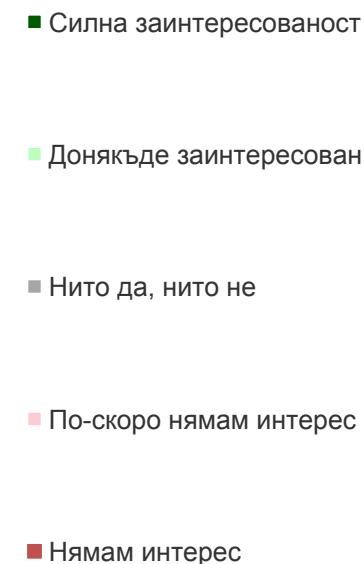 Силна заинтересованост
Донякъде заинтересован
Нито да, нито не
По-скоро нямам интерес
Нямам интерес